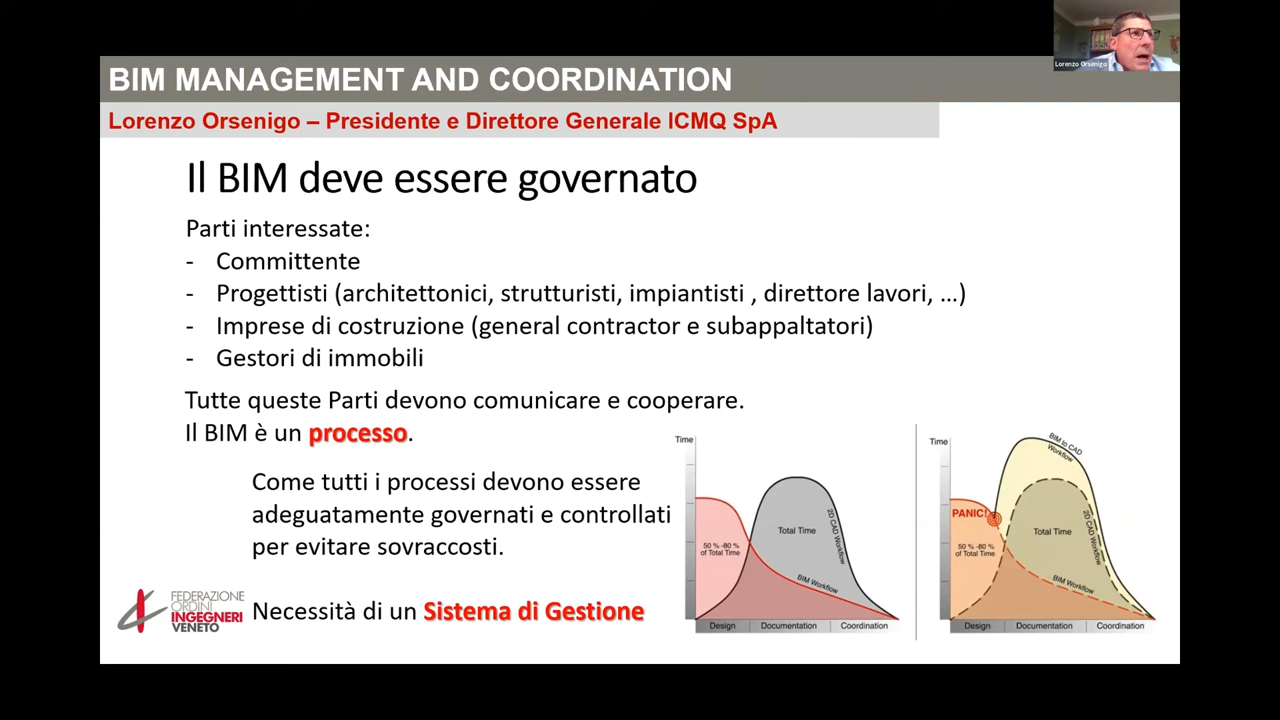 Lorenzo Orsenigo
BIM MANAGEMENT AND COORDINATION
Lorenzo Orsenigo – Presidente e Direttore Generale ICMQ SpA
Il BIM deve essere governato
Parti interessate:
- Committente
- Progettisti (architettonici, strutturisti, impiantisti , direttore lavori, …)
- Imprese di costruzione (general contractor e subappaltatori)
- Gestori di immobili
Tutte queste Parti devono comunicare e cooperare.
Il BIM è un processo.
Come tutti i processi devono essere
adeguatamente governati e controllati
per evitare sovraccosti.
Necessità di un Sistema di Gestione
FEDERAZIONE
ORDINI
INGEGNERI
VENETO
Time
50 % -80 %
of Total Time
Total Time
2D CAD Workflow
BIM Workflow
Design
Documentation
Coordination
Time
BIM to CAD
Workflow
PANIC!
50 % -80 %
of Total Time
Total Time
2D CAD Workflow
BIM Workflow
Design
Documentation
Coordination